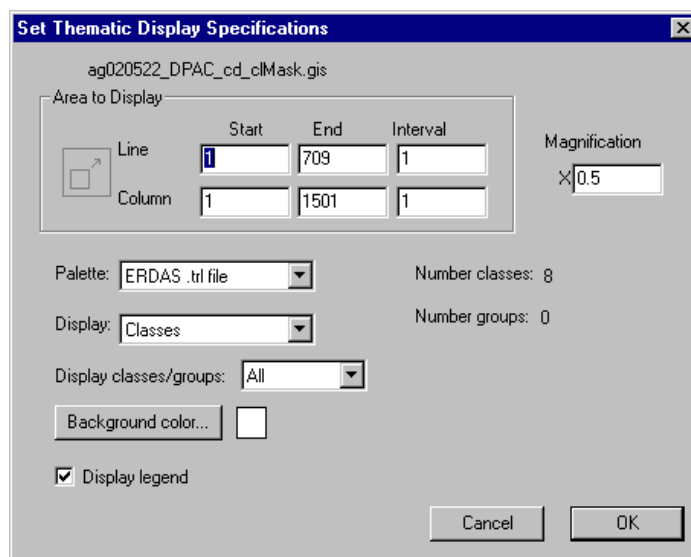 Set Thematic Display Specifications
ag020522_DPAC_cd_clMask.gis
Area to Display
Start End Interval
Line 1 709 1
Column 1 1501 1
Magnification
X 0.5
Palette: ERDAS .trl file
Number classes: 8
Display: Classes
Number groups: 0
Display classes/groups: All
Background color...
Display legend
Cancel OK